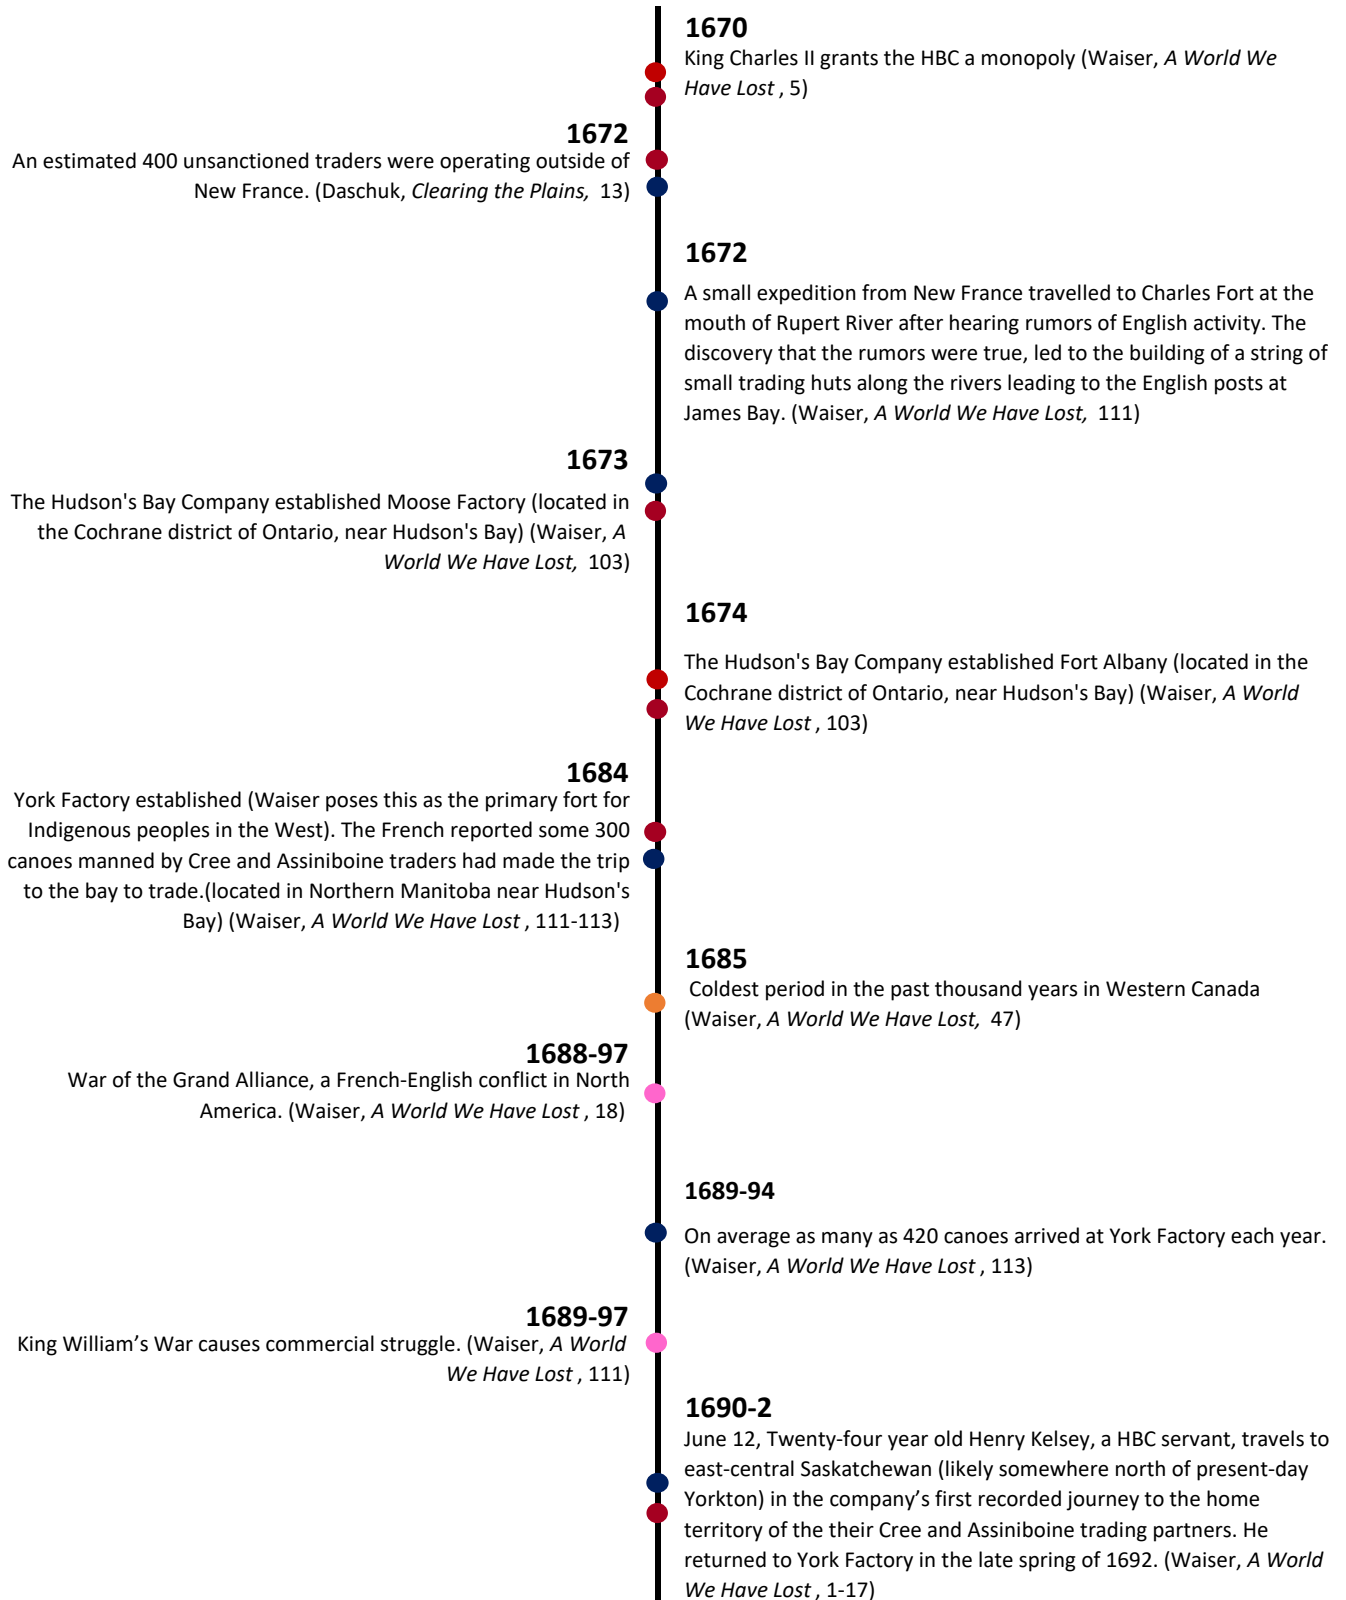 1670
King Charles II grants the HBC a monopoly (Waiser, A World We
Have Lost , 5)
1672
An estimated 400 unsanctioned traders were operating outside of
New France. (Daschuk, Clearing the Plains, 13)
1672
A small expedition from New France travelled to Charles Fort at the
mouth of Rupert River after hearing rumors of English activity. The
discovery that the rumors were true, led to the building of a string of
small trading huts along the rivers leading to the English posts at
James Bay. (Waiser, A World We Have Lost, 111)
1673
The Hudson's Bay Company established Moose Factory (located in
the Cochrane district of Ontario, near Hudson's Bay) (Waiser, A
World We Have Lost, 103)
1674
The Hudson's Bay Company established Fort Albany (located in the
Cochrane district of Ontario, near Hudson's Bay) (Waiser, A World
We Have Lost , 103)
1684
York Factory established (Waiser poses this as the primary fort for
Indigenous peoples in the West). The French reported some 300
canoes manned by Cree and Assiniboine traders had made the trip
to the bay to trade.(located in Northern Manitoba near Hudson's
Bay) (Waiser, A World We Have Lost , 111-113)
1685
Coldest period in the past thousand years in Western Canada
(Waiser, A World We Have Lost, 47)
1688-97
War of the Grand Alliance, a French-English conflict in North
America. (Waiser, A World We Have Lost , 18)
1689-94
On average as many as 420 canoes arrived at York Factory each year.
(Waiser, A World We Have Lost , 113)
1689-97
King William’s War causes commercial struggle. (Waiser, A World
We Have Lost , 111)
1690-2
June 12, Twenty-four year old Henry Kelsey, a HBC servant, travels to
east-central Saskatchewan (likely somewhere north of present-day
Yorkton) in the company’s first recorded journey to the home
territory of the their Cree and Assiniboine trading partners. He
returned to York Factory in the late spring of 1692. (Waiser, A World
We Have Lost , 1-17)